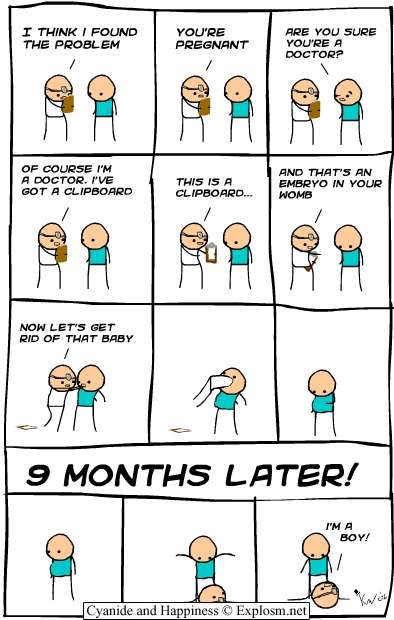 I THINK I FOUND
THE PROBLEM
YOU'RE
PREGNANT
ARE YOU SURE
YOU'RE A
DOCTOR?
OF COURSE I'M
A DOCTOR. I'VE
GOT A CLIPBOARD
THIS IS A
CLIPBOARD...
AND THAT'S AN
EMBRYO IN YOUR
WOMB
NOW LET'S GET
RID OF THAT BABY
9 MONTHS LATER!
I'M A
BOY!
Cyanide and Happiness © Explosm.net